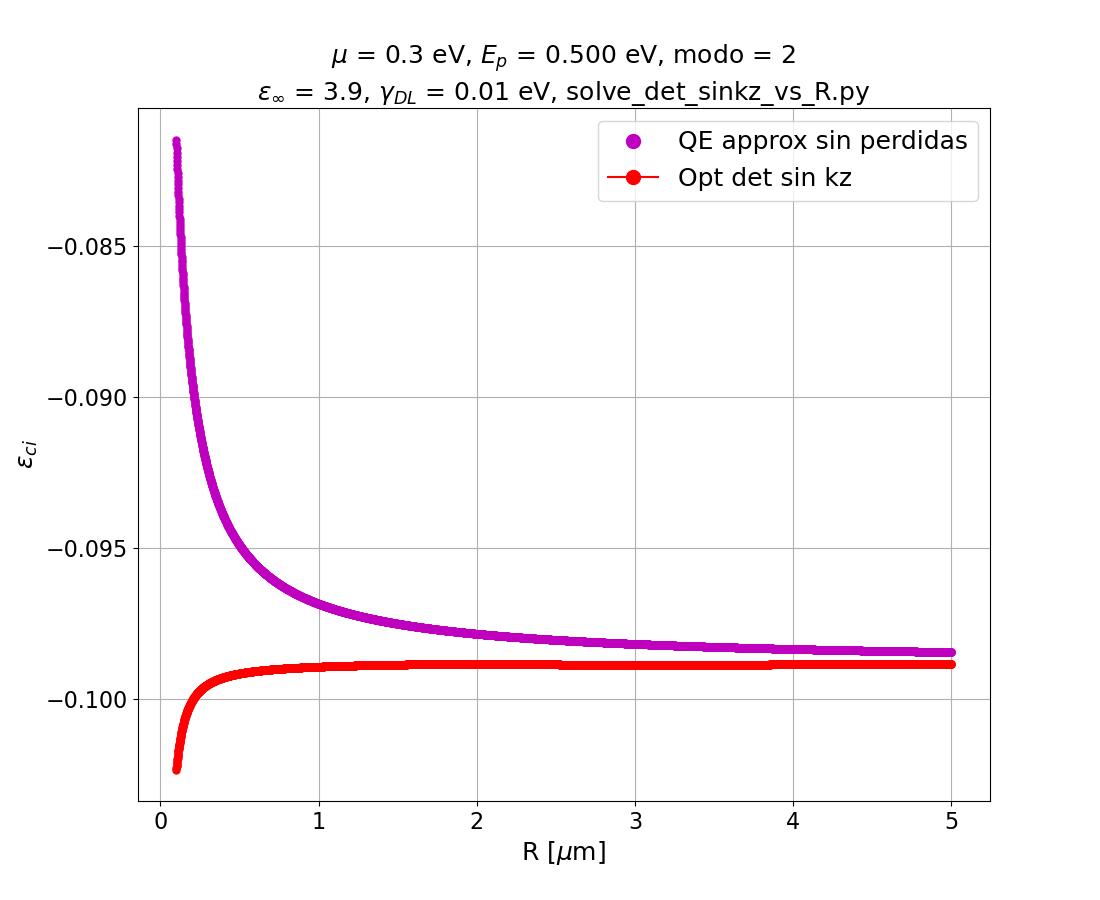 μ = 0.3 eV, E_p = 0.500 eV, modo = 2
ε_∞ = 3.9, γ_DL = 0.01 eV, solve_det_sinkz_vs_R.py
QE approx sin perdidas
Opt det sin kz
−0.085
−0.090
−0.095
−0.100
ε_ci
0 1 2 3 4 5
R [μm]